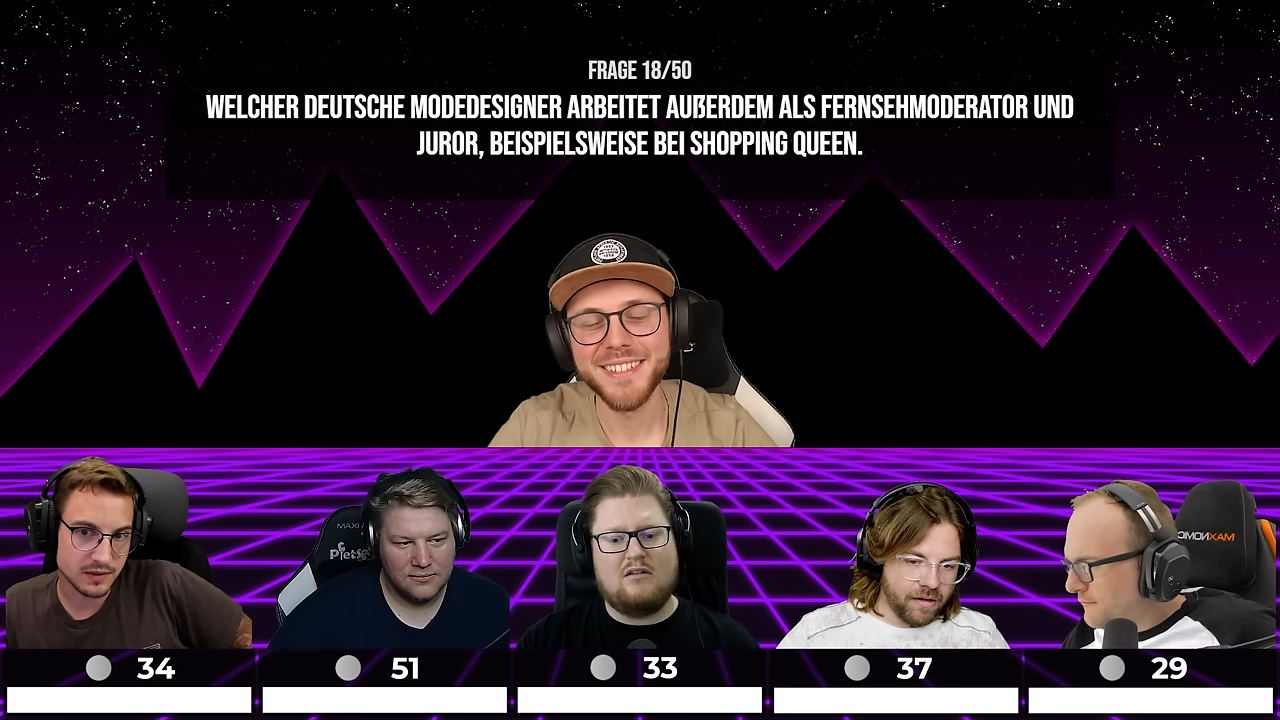 FRAGE 18/50
WELCHER DEUTSCHE MODEDESIGNER ARBEITET AUßERDEM ALS FERNSEHMODERATOR UND
JUROR, BEISPIELSWEISE BEI SHOPPING QUEEN.
34
51
33
37
29